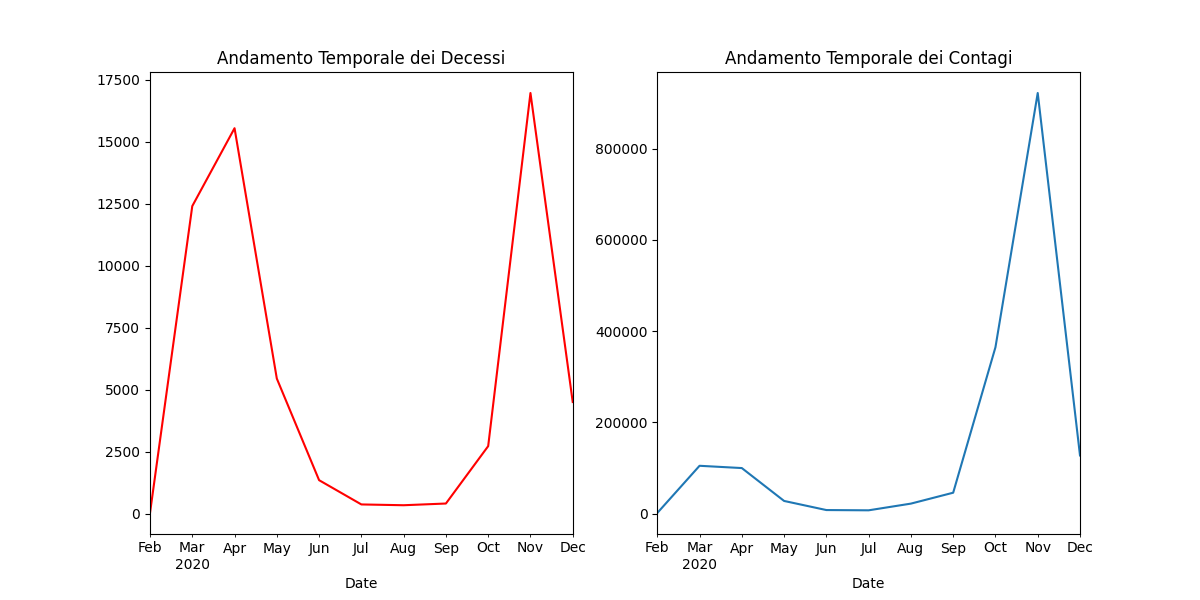 Andamento Temporale dei Decessi
17500
15000
12500
10000
7500
5000
2500
0
Feb Mar Apr May Jun Jul Aug Sep Oct Nov Dec
2020
Date
Andamento Temporale dei Contagi
800000
600000
400000
200000
0
Feb Mar Apr May Jun Jul Aug Sep Oct Nov Dec
2020
Date